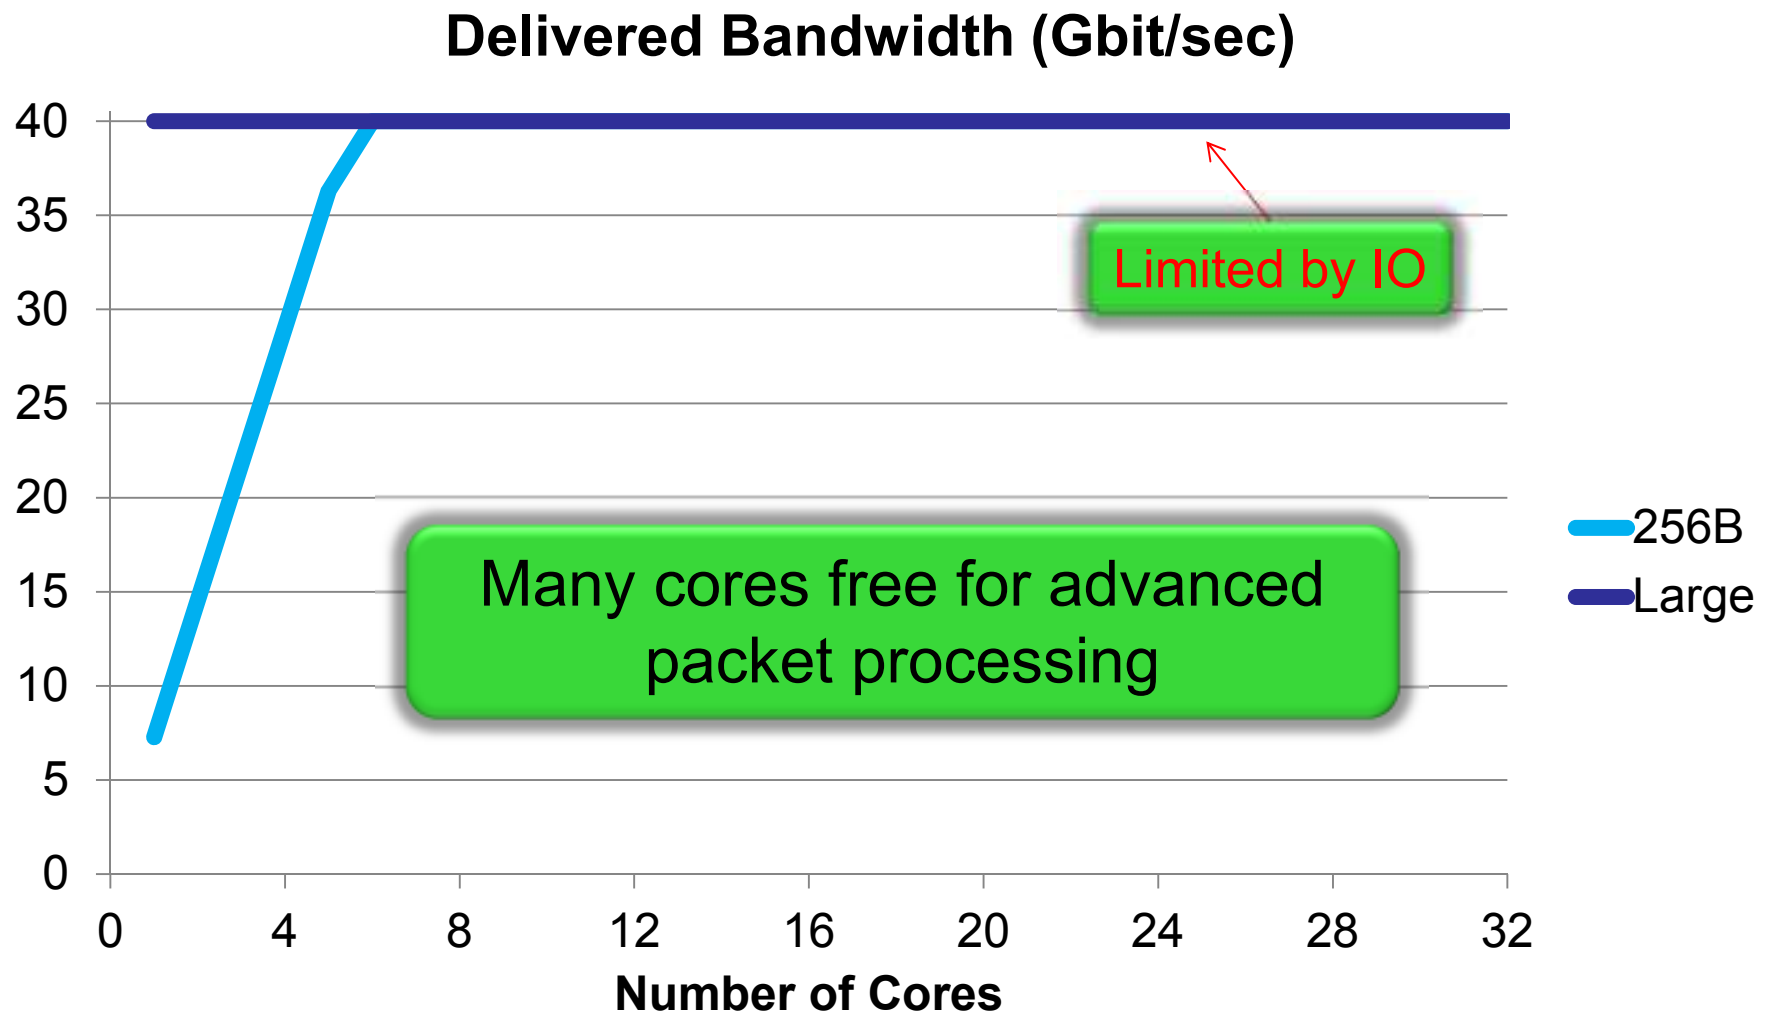 Delivered Bandwidth (Gbit/sec)
40
35
30
25
20
15
10
5
0
Limited by IO
Many cores free for advanced
packet processing
256B
Large
0 4 8 12 16 20 24 28 32
Number of Cores